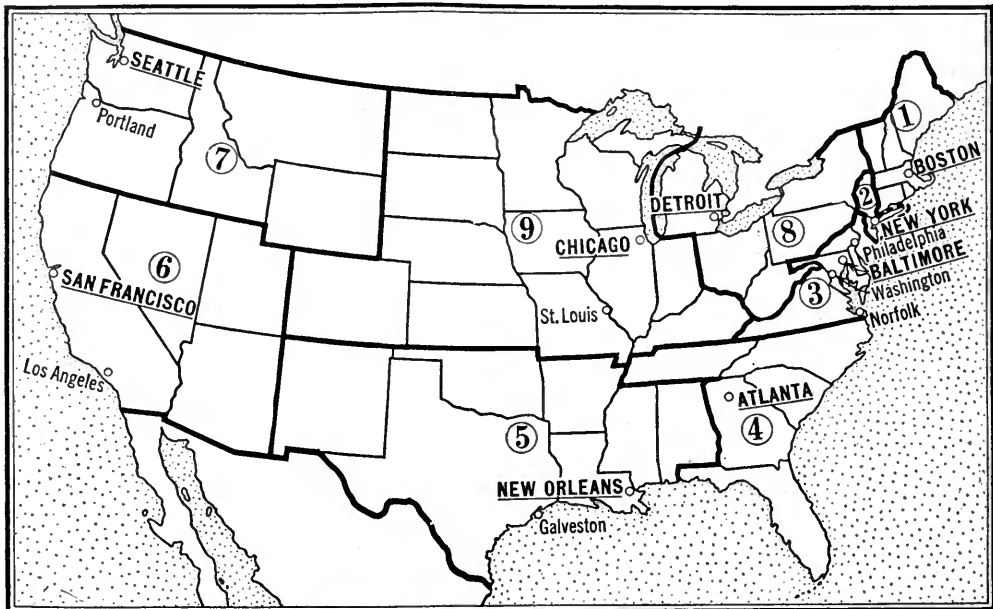 SEATTLE
Portland
7
1
BOSTON
2
DETROIT
NEW YORK
8
Philadelphia
9
CHICAGO
BALTIMORE
6
Washington
SAN FRANCISCO
3
St. Louis
Norfolk
Los Angeles
ATLANTA
5
4
NEW ORLEANS
Galveston